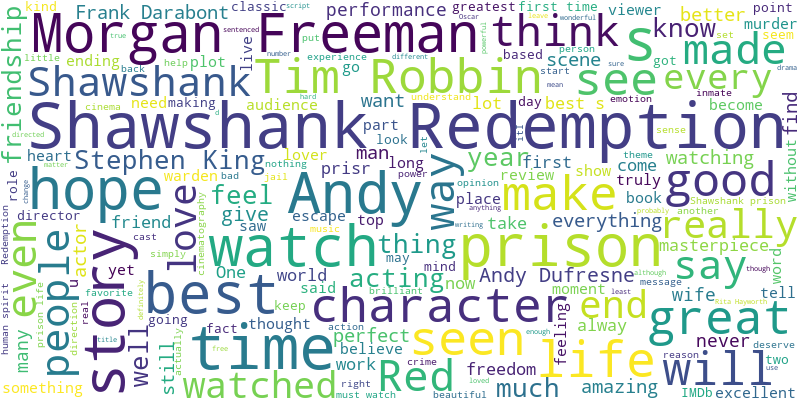 kind
Frank Darabont
classic
live
performance
greatest
first time
viewer
better
point
murder
seem
script
Oscar
Morgan Freeman
think
s
know
made
friendship
little
ending
plot
back
go
based
scene
got
set
drama
Shawshank
Tim Robbin
see
every
need
making
audience
want
lot
day
best s
become
inmate
emotion
cinema
directed
Shawshank Redemption
find
without
heart
Stephen King
man
part
look
year
first
come
watching
theme
sense
role
warden
lover
prisr
long
power
opinion
review
show
truly
book
Shawshank prison
hope
love
feel
Andy
way
make
good
director
friend
give
escape
top
place
take
everything
masterpiece
really
saw
nothing
jail
bad
music
may
writing
another
probably
anything
even
story
people
actor
yet
cast
simply
One
watch
thing
prison
say
word
world
mind
Andy Dufresne
moment
wife
tell
message
although
though
least
Rita Hayworth
human spirit
Redemption
prison life
favorite
real
direction
best
said
acting
now
brilliant
character
end
great
keep
many
well
going
fact
thought
action
perfect
seen
life
feeling
alway
never
deserve
reason
two
use
something
still
actually
title
time
believe
work
crime
Red
freedom
enough
amazing
will
watched
free
loved
right
must watch
beautiful
much
IMDb
excellent
cinematography
definitely
experience
help
put
understand
hard
different
start
person
mean
sure
powerful
wonderful
true
sentenced
number
matter
change
let